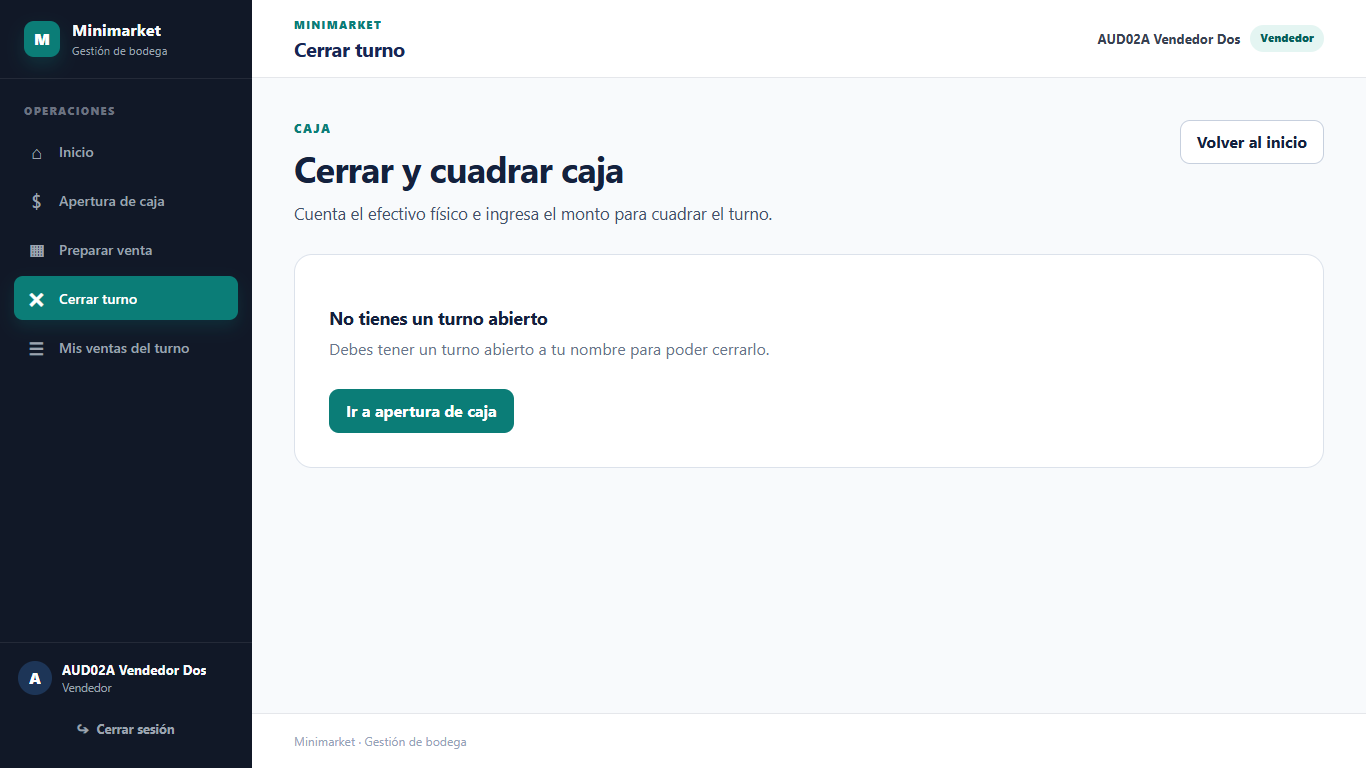 M
Minimarket
Gestión de bodega
OPERACIONES
Inicio
$ Apertura de caja
Preparar venta
Cerrar turno
Mis ventas del turno
A
AUD02A Vendedor Dos
Vendedor
Cerrar sesión
MINIMARKET
Cerrar turno
AUD02A Vendedor Dos
Vendedor
CAJA
Cerrar y cuadrar caja
Cuenta el efectivo físico e ingresa el monto para cuadrar el turno.
Volver al inicio
No tienes un turno abierto
Debes tener un turno abierto a tu nombre para poder cerrarlo.
Ir a apertura de caja
Minimarket · Gestión de bodega